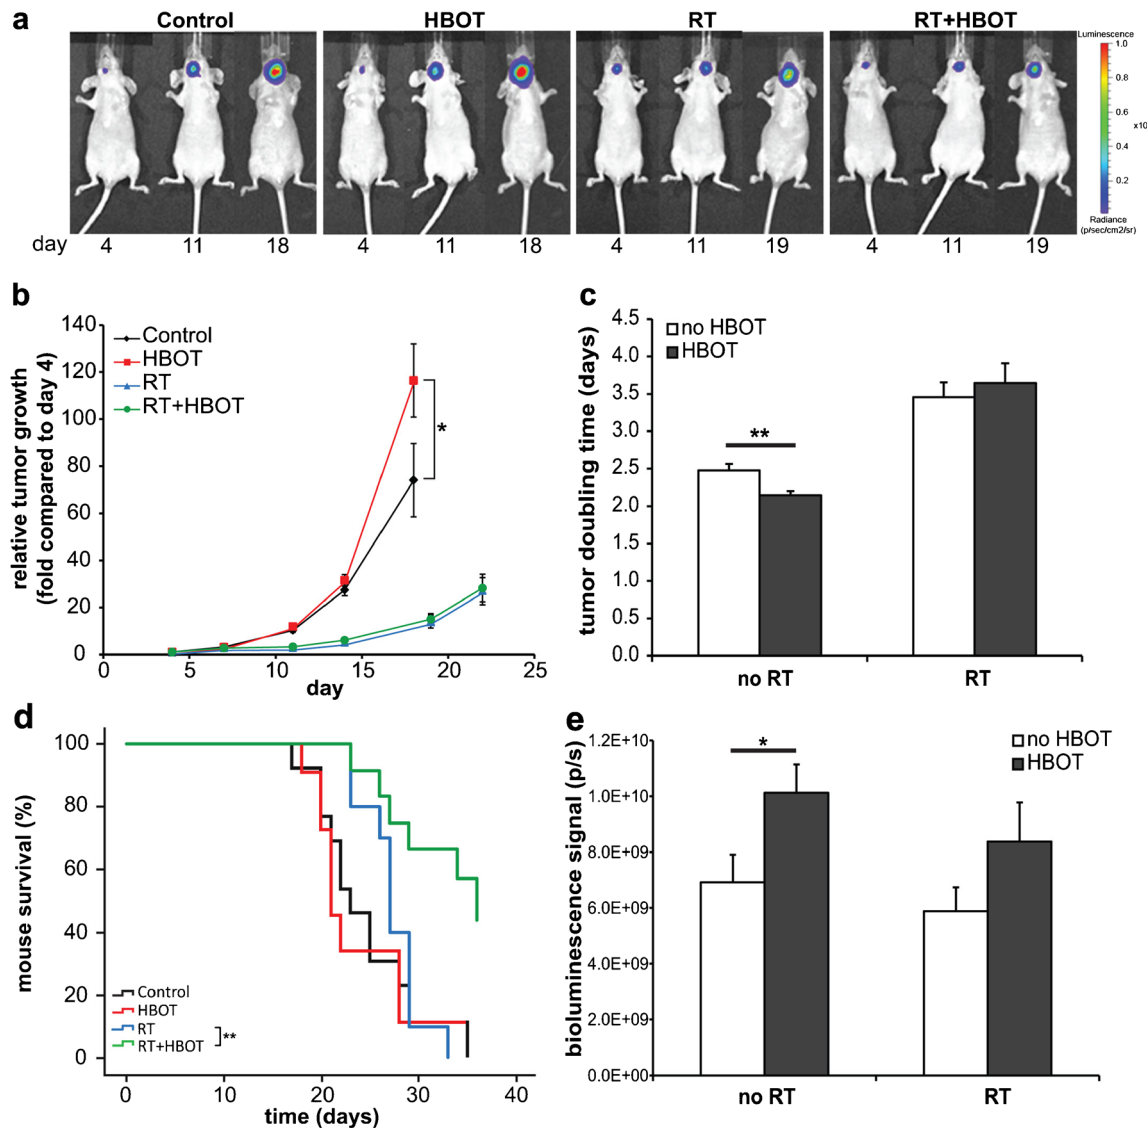 a
Control
HBOT
RT
RT+HBOT
Luminescence
1.0
0.8
0.6
x10
0.4
0.2
Radiance
(p/sec/cm2/sr)
day
4 11 18 4 11 18 4 11 19 4 11 19
b
relative tumor growth
(fold compared to day 4)
140
120
100
80
60
40
20
0
Control
HBOT
RT
RT+HBOT
*
0 5 10 15 20 25
day
c
tumor doubling time (days)
4.5
4.0
3.5
3.0
2.5
2.0
1.5
1.0
0.5
0.0
no HBOT
HBOT
**
no RT
RT
d
mouse survival (%)
100
80
60
40
20
0
Control
HBOT
RT
RT+HBOT
**
0 10 20 30 40
time (days)
e
bioluminescence signal (p/s)
1.2E+10
1.0E+10
8.0E+09
6.0E+09
4.0E+09
2.0E+09
0.0E+00
no HBOT
HBOT
*
no RT
RT